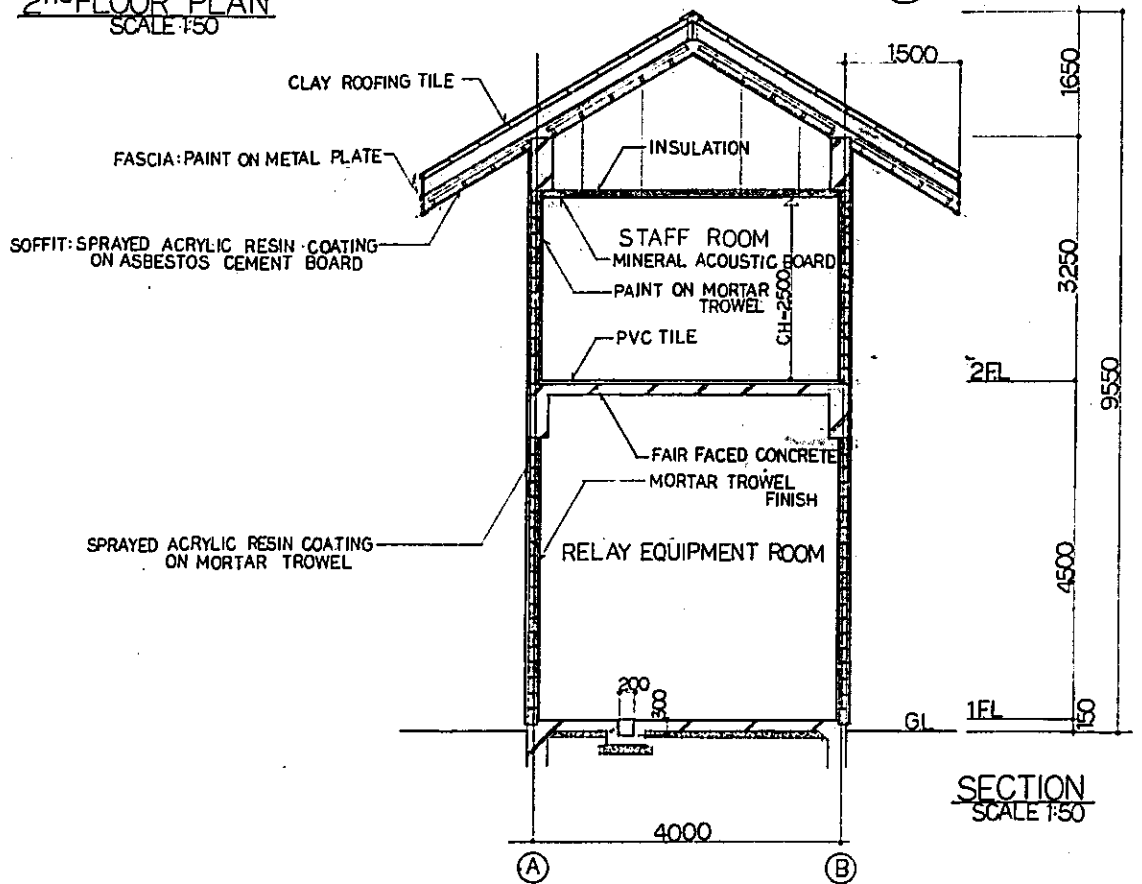 2nd FLOOR PLAN
SCALE 1:50
CLAY ROOFING TILE
FASCIA: PAINT ON METAL PLATE
SOFFIT: SPRAYED ACRYLIC RESIN COATING
ON ASBESTOS CEMENT BOARD
INSULATION
STAFF ROOM
MINERAL ACOUSTIC BOARD
PAINT ON MORTAR
TROWEL
CH=2500
PVC TILE
FAIR FACED CONCRETE
MORTAR TROWEL
FINISH
SPRAYED ACRYLIC RESIN COATING
ON MORTAR TROWEL
RELAY EQUIPMENT ROOM
200
300
1500
1650
3250
2FL
9550
4500
GL
1FL
150
SECTION
SCALE 1:50
4000
A
B